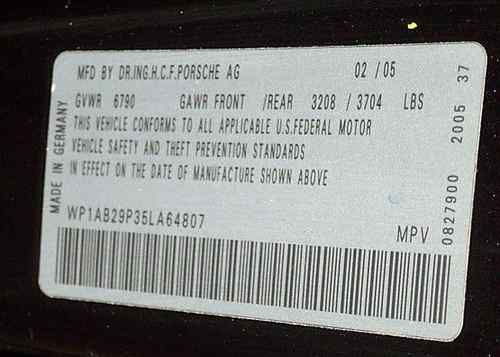 MFD BY DR.ING.H.C.F.PORSCHE AG 02 / 05
GVWR 6790 GAWR FRONT /REAR 3208 / 3704 LBS
THIS VEHICLE CONFORMS TO ALL APPLICABLE U.S.FEDERAL MOTOR
VEHICLE SAFETY AND THEFT PREVENTION STANDARDS
IN EFFECT ON THE DATE OF MANUFACTURE SHOWN ABOVE
WP1AB29P35LA64807
MPV
MADE IN GERMANY
0827900 2005 37